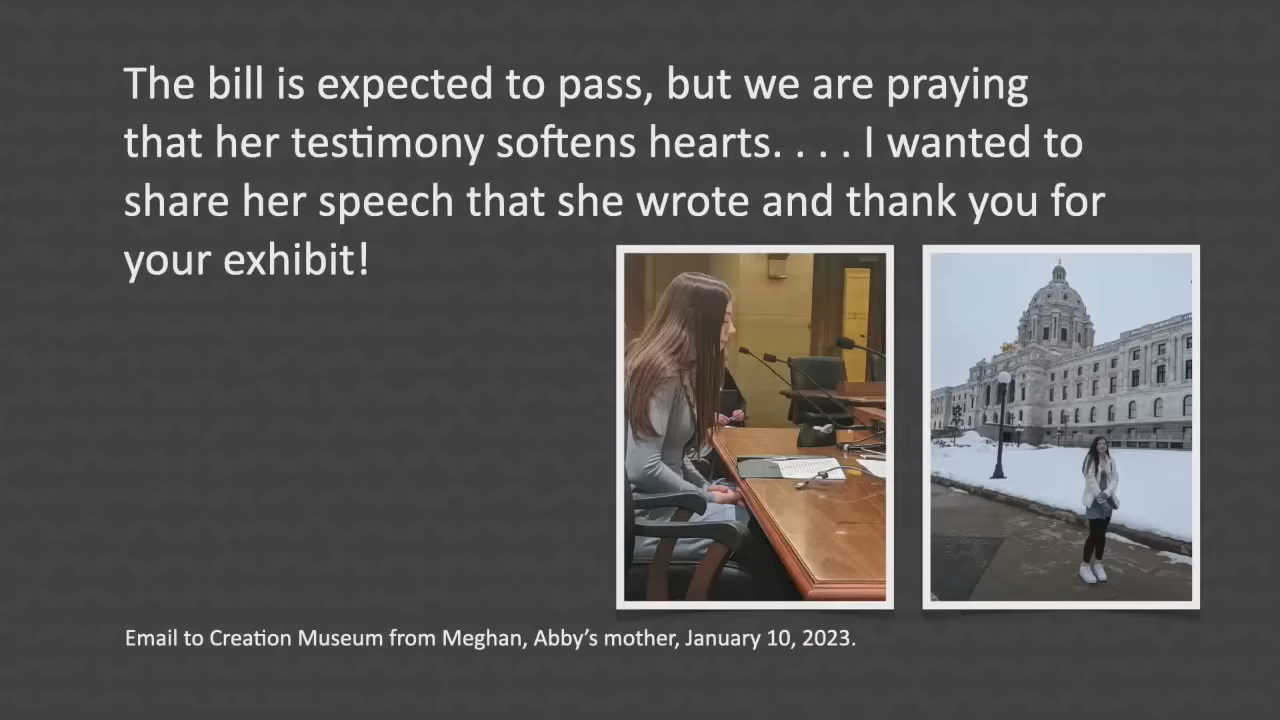 The bill is expected to pass, but we are praying
that her testimony softens hearts. . . . I wanted to
share her speech that she wrote and thank you for
your exhibit!
Email to Creation Museum from Meghan, Abby’s mother, January 10, 2023.